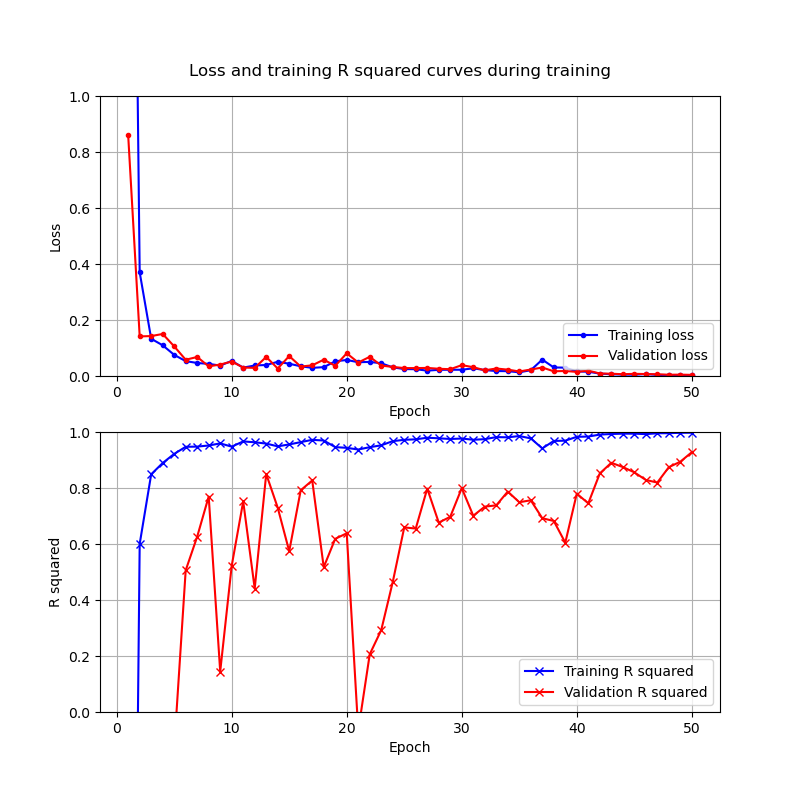 Loss and training R squared curves during training
1.0
0.8
0.6
0.4
0.2
0.0
Loss
0 10 20 30 40 50
Epoch
Training loss
Validation loss
1.0
0.8
0.6
0.4
0.2
0.0
R squared
0 10 20 30 40 50
Epoch
Training R squared
Validation R squared